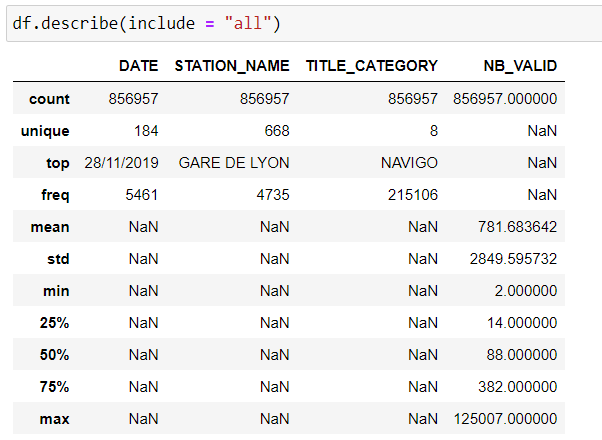 df.describe(include = "all")
DATE STATION_NAME TITLE_CATEGORY NB_VALID
count 856957 856957 856957 856957.000000
unique 184 668 8 NaN
top 28/11/2019 GARE DE LYON NAVIGO NaN
freq 5461 4735 215106 NaN
mean NaN NaN NaN 781.683642
std NaN NaN NaN 2849.595732
min NaN NaN NaN 2.000000
25% NaN NaN NaN 14.000000
50% NaN NaN NaN 88.000000
75% NaN NaN NaN 382.000000
max NaN NaN NaN 125007.000000